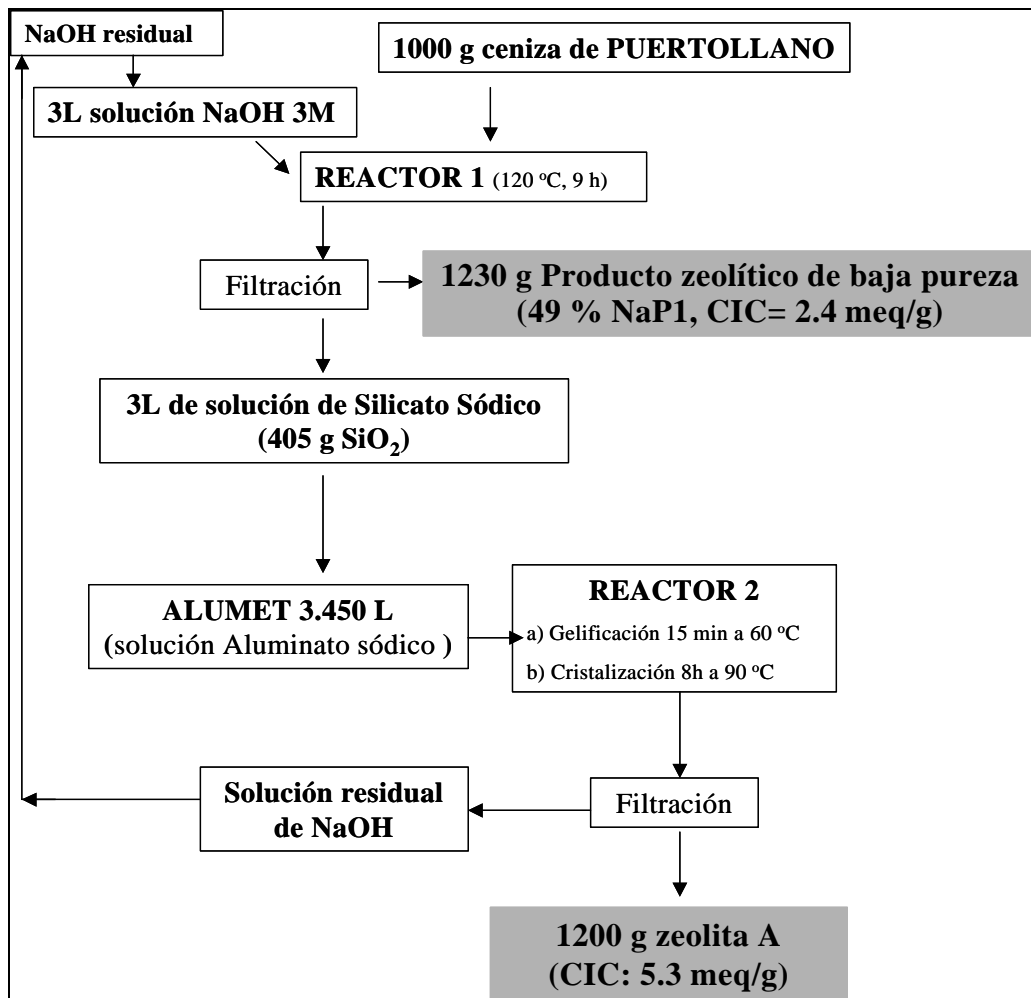 NaOH residual
1000 g ceniza de PUERTOLLANO
3L solución NaOH 3M
REACTOR 1 (120 ºC, 9 h)
Filtración
1230 g Producto zeolítico de baja pureza
(49 % NaP1, CIC= 2.4 meq/g)
3L de solución de Silicato Sódico
(405 g SiO₂)
ALUMET 3.450 L
(solución Aluminato sódico )
REACTOR 2
a) Gelificación 15 min a 60 ºC
b) Cristalización 8h a 90 ºC
Solución residual
de NaOH
Filtración
1200 g zeolita A
(CIC: 5.3 meq/g)